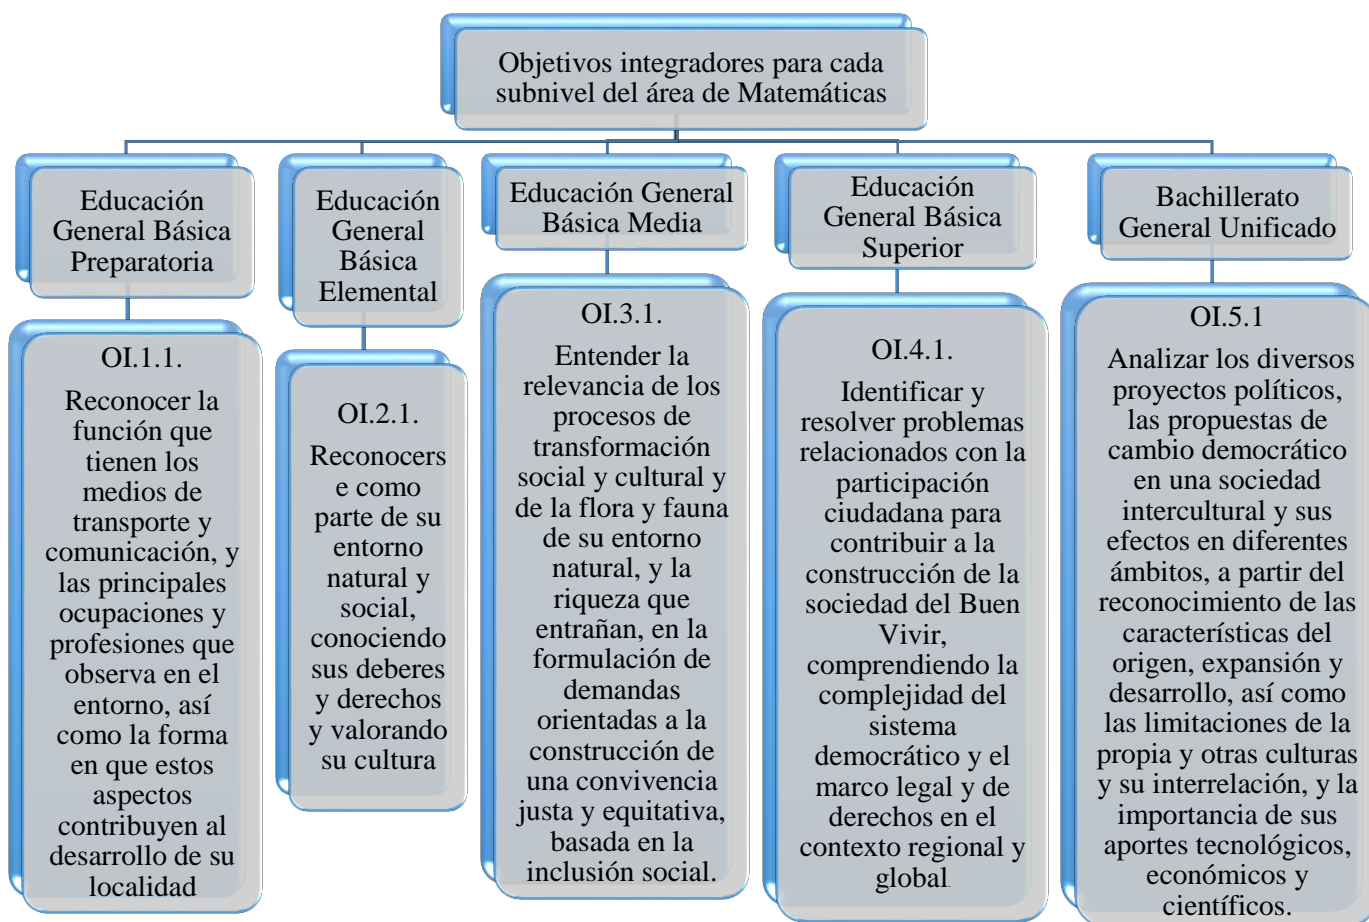 Objetivos integradores para cada
subnivel del área de Matemáticas
Educación
General Básica
Preparatoria
OI.1.1.
Reconocer la
función que
tienen los
medios de
transporte y
comunicación, y
las principales
ocupaciones y
profesiones que
observa en el
entorno, así
como la forma
en que estos
aspectos
contribuyen al
desarrollo de su
localidad
Educación
General
Básica
Elemental
OI.2.1.
Reconocers
e como
parte de su
entorno
natural y
social,
conociendo
sus deberes
y derechos
y valorando
su cultura
Educación General
Básica Media
OI.3.1.
Entender la
relevancia de los
procesos de
transformación
social y cultural y
de la flora y fauna
de su entorno
natural, y la
riqueza que
entrañan, en la
formulación de
demandas
orientadas a la
construcción de
una convivencia
justa y equitativa,
basada en la
inclusión social.
Educación
General Básica
Superior
OI.4.1.
Identificar y
resolver problemas
relacionados con la
participación
ciudadana para
contribuir a la
construcción de la
sociedad del Buen
Vivir,
comprendiendo la
complejidad del
sistema
democrático y el
marco legal y de
derechos en el
contexto regional y
global.
Bachillerato
General Unificado
OI.5.1
Analizar los diversos
proyectos políticos,
las propuestas de
cambio democrático
en una sociedad
intercultural y sus
efectos en diferentes
ámbitos, a partir del
reconocimiento de las
características del
origen, expansión y
desarrollo, así como
las limitaciones de la
propia y otras culturas
y su interrelación, y la
importancia de sus
aportes tecnológicos,
económicos y
científicos.